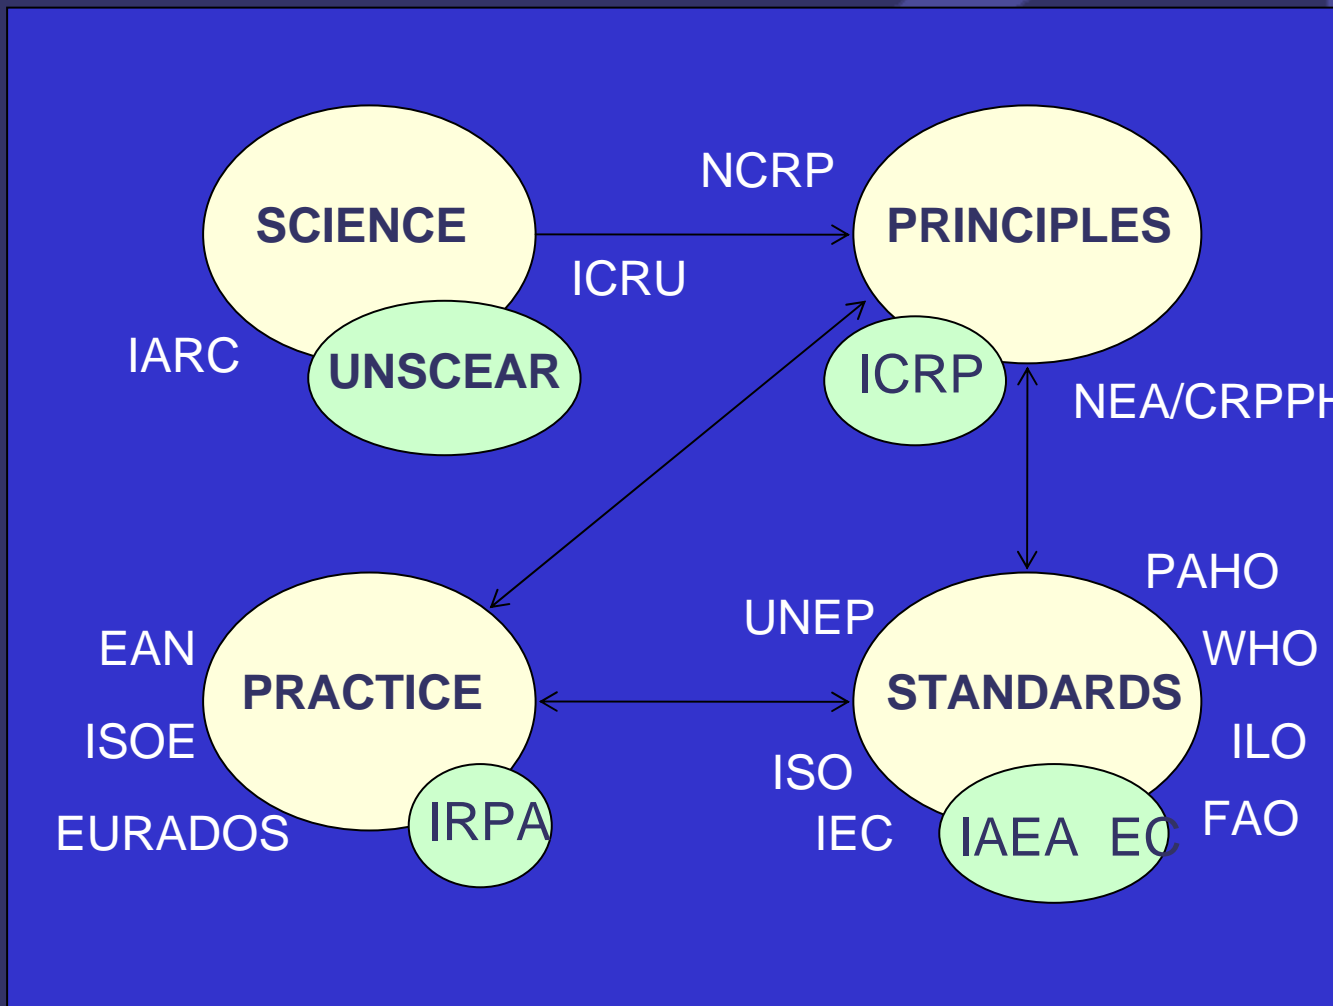 NCRP
SCIENCE
PRINCIPLES
ICRU
IARC
UNSCEAR
ICRP
NEA/CRPPH
PAHO
UNEP
EAN
WHO
PRACTICE
STANDARDS
ISOE
ILO
ISO
EURADOS
IRPA
IEC
IAEA EC
FAO